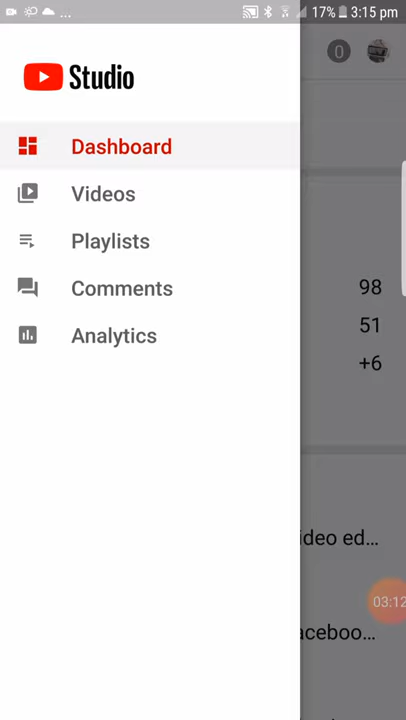 ... 17% 3:15 pm
0
Studio
Dashboard
Videos
Playlists
Comments
Analytics
98
51
+6
ideo ed...
aceboo...
03:12